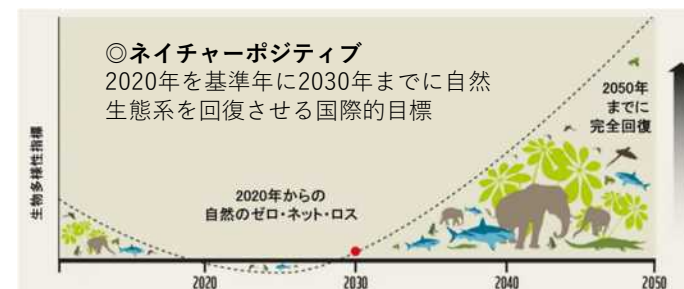 ◎ネイチャーポジティブ
2020年を基準年に2030年までに自然
生態系を回復させる国際的目標
2050年
までに
完全回復
生物多様性指標
2020年からの
自然のゼロ・ネット・ロス
2020
2030
2040
2050